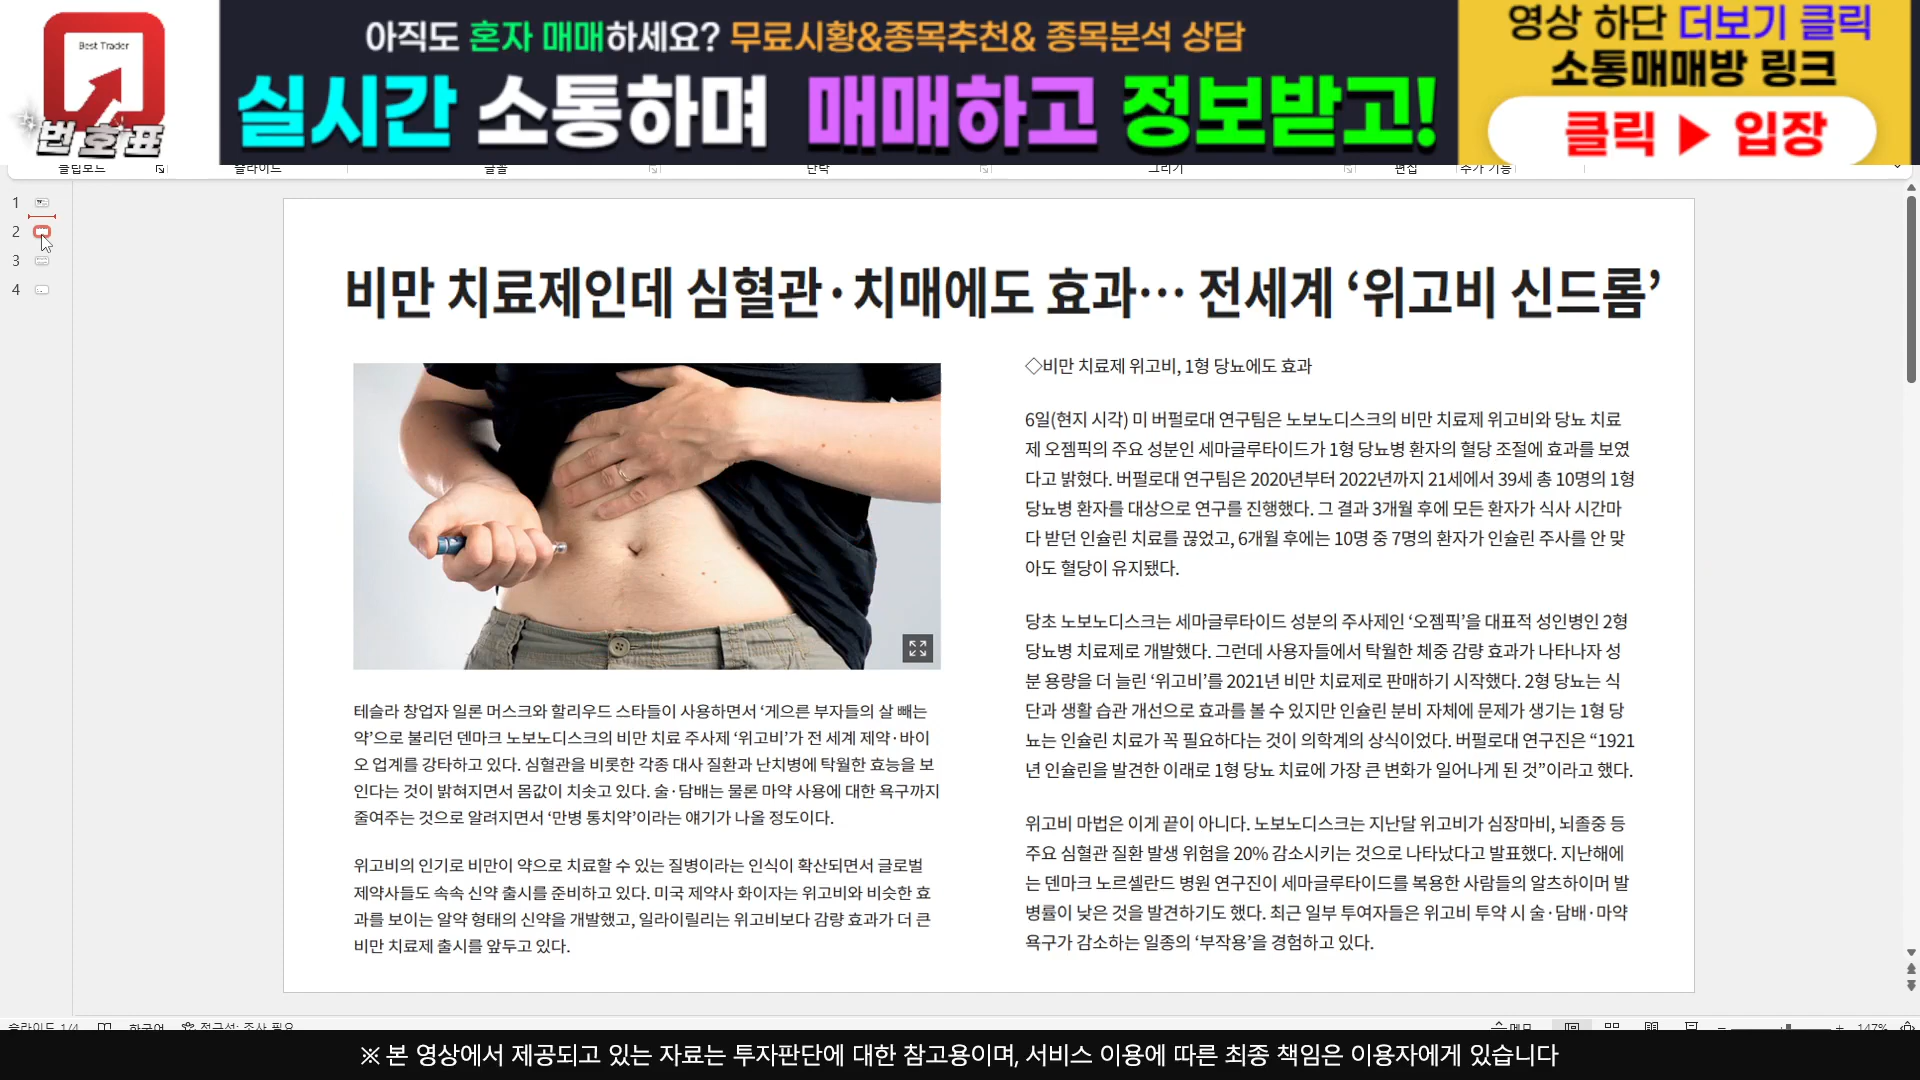 Best Trader
번호표
아직도 혼자 매매하세요? 무료시황&종목추천& 종목분석 상담
실시간 소통하며 매매하고 정보받고!
영상 하단 더보기 클릭
소통매매방 링크
클릭 ▶ 입장
클립보드 슬라이드 글꼴 단락 그리기 편집 추가 기능
1
2
3
4
비만 치료제인데 심혈관·치매에도 효과… 전세계 ‘위고비 신드롬’
테슬라 창업자 일론 머스크와 할리우드 스타들이 사용하면서 ‘게으른 부자들의 살 빼는
약’으로 불리던 덴마크 노보노디스크의 비만 치료 주사제 ‘위고비’가 전 세계 제약·바이
오 업계를 강타하고 있다. 심혈관을 비롯한 각종 대사 질환과 난치병에 탁월한 효능을 보
인다는 것이 밝혀지면서 몸값이 치솟고 있다. 술·담배는 물론 마약 사용에 대한 욕구까지
줄여주는 것으로 알려지면서 ‘만병 통치약’이라는 얘기가 나올 정도이다.
위고비의 인기로 비만이 약으로 치료할 수 있는 질병이라는 인식이 확산되면서 글로벌
제약사들도 속속 신약 출시를 준비하고 있다. 미국 제약사 화이자는 위고비와 비슷한 효
과를 보이는 알약 형태의 신약을 개발했고, 일라이릴리는 위고비보다 감량 효과가 더 큰
비만 치료제 출시를 앞두고 있다.
◇비만 치료제 위고비, 1형 당뇨에도 효과
6일(현지 시각) 미 버펄로대 연구팀은 노보노디스크의 비만 치료제 위고비와 당뇨 치료
제 오젬픽의 주요 성분인 세마글루타이드가 1형 당뇨병 환자의 혈당 조절에 효과를 보였
다고 밝혔다. 버펄로대 연구팀은 2020년부터 2022년까지 21세에서 39세 총 10명의 1형
당뇨병 환자를 대상으로 연구를 진행했다. 그 결과 3개월 후에 모든 환자가 식사 시간마
다 받던 인슐린 치료를 끊었고, 6개월 후에는 10명 중 7명의 환자가 인슐린 주사를 안 맞
아도 혈당이 유지됐다.
당초 노보노디스크는 세마글루타이드 성분의 주사제인 ‘오젬픽’을 대표적 성인병인 2형
당뇨병 치료제로 개발했다. 그런데 사용자들에서 탁월한 체중 감량 효과가 나타나자 성
분 용량을 더 늘린 ‘위고비’를 2021년 비만 치료제로 판매하기 시작했다. 2형 당뇨는 식
단과 생활 습관 개선으로 효과를 볼 수 있지만 인슐린 분비 자체에 문제가 생기는 1형 당
뇨는 인슐린 치료가 꼭 필요하다는 것이 의학계의 상식이었다. 버펄로대 연구진은 “1921
년 인슐린을 발견한 이래로 1형 당뇨 치료에 가장 큰 변화가 일어나게 된 것”이라고 했다.
위고비 마법은 이게 끝이 아니다. 노보노디스크는 지난달 위고비가 심장마비, 뇌졸중 등
주요 심혈관 질환 발생 위험을 20% 감소시키는 것으로 나타났다고 발표했다. 지난해에
는 덴마크 노르셸란드 병원 연구진이 세마글루타이드를 복용한 사람들의 알츠하이머 발
병률이 낮은 것을 발견하기도 했다. 최근 일부 투여자들은 위고비 투약 시 술·담배·마약
욕구가 감소하는 일종의 ‘부작용’을 경험하고 있다.
슬라이드 1/4 한국어 접근성: 조사 필요 메모 147%
※ 본 영상에서 제공되고 있는 자료는 투자판단에 대한 참고용이며, 서비스 이용에 따른 최종 책임은 이용자에게 있습니다